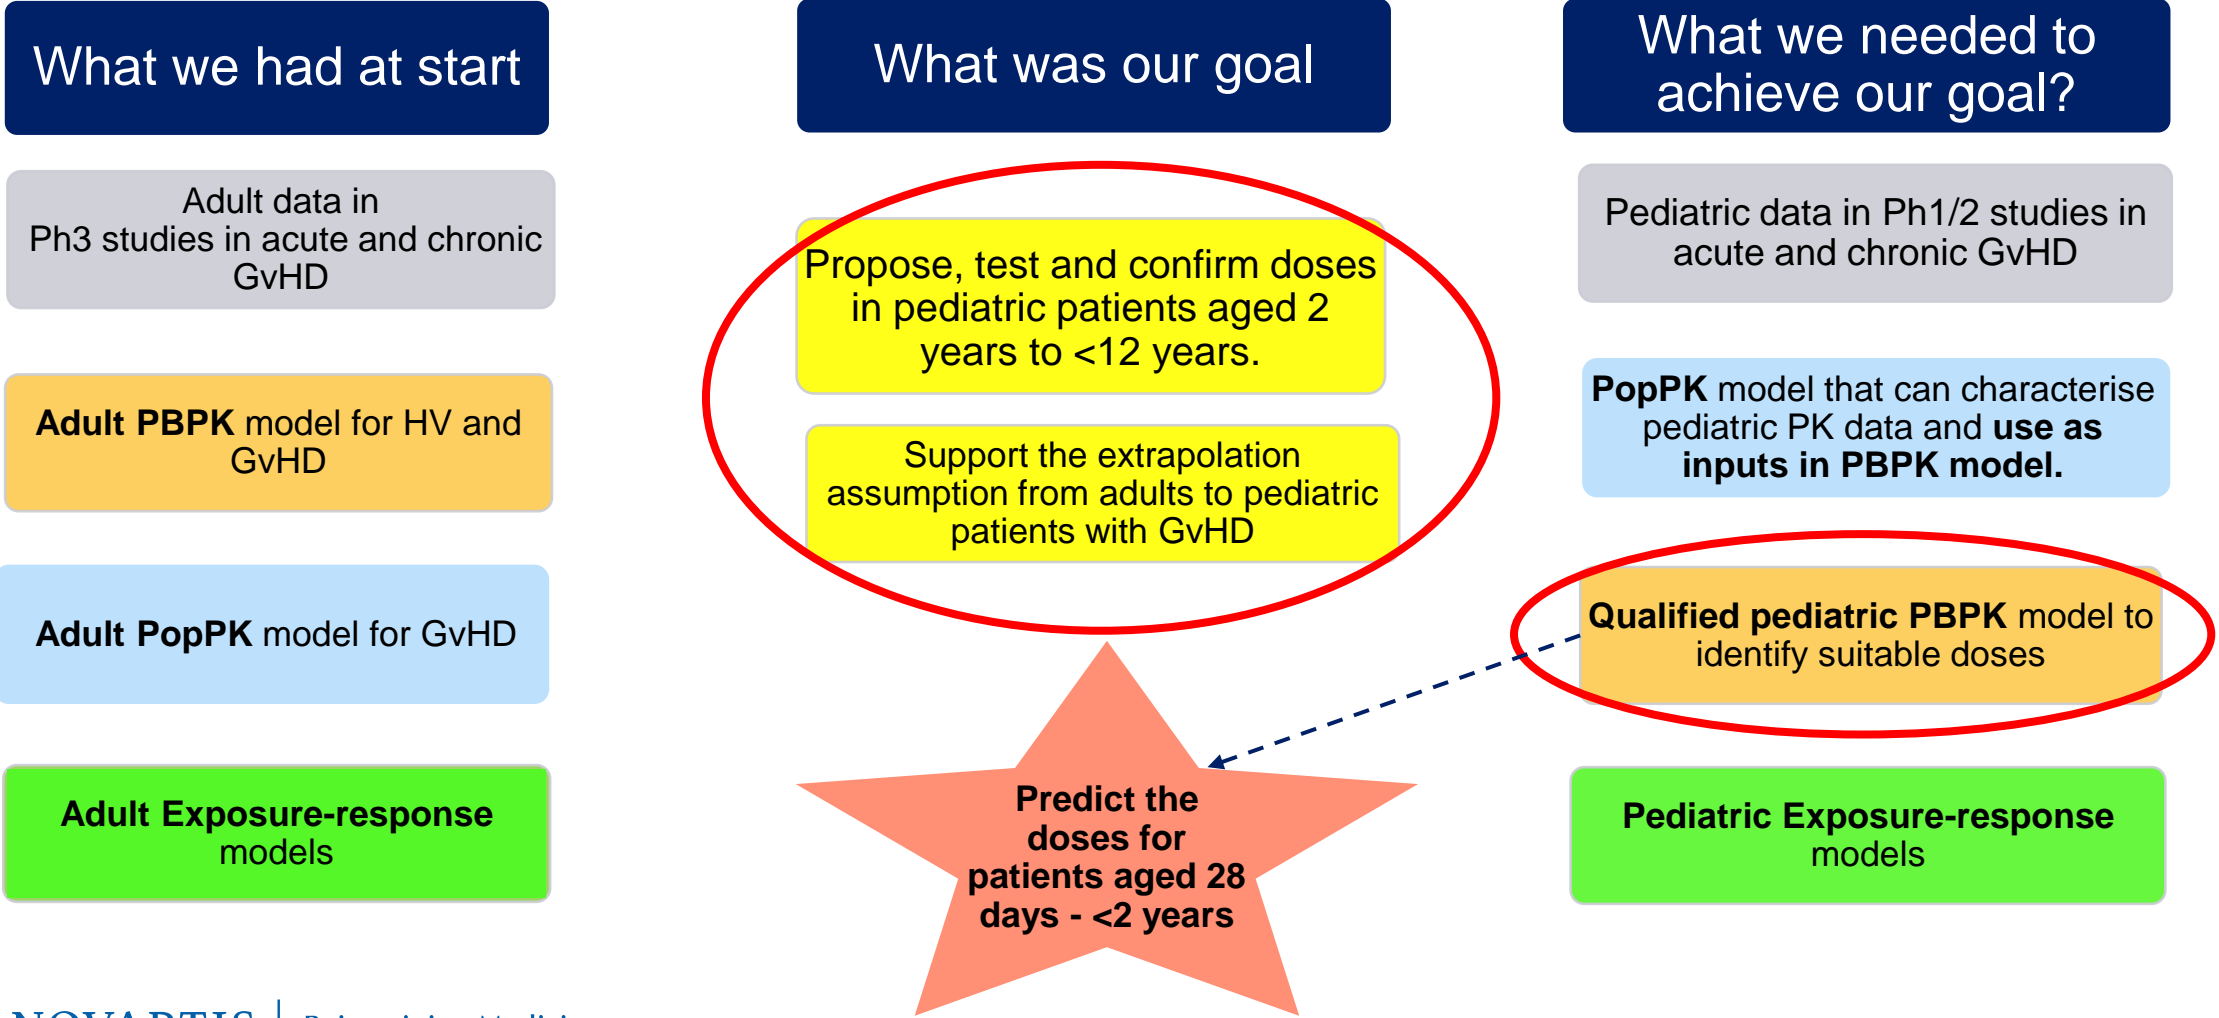 What we had at start
Adult data in
Ph3 studies in acute and chronic
GvHD
Adult PBPK model for HV and
GvHD
Adult PopPK model for GvHD
Adult Exposure-response
models
What was our goal
Propose, test and confirm doses
in pediatric patients aged 2
years to <12 years.
Support the extrapolation
assumption from adults to pediatric
patients with GvHD
Predict the
doses for
patients aged 28
days - <2 years
What we needed to
achieve our goal?
Pediatric data in Ph1/2 studies in
acute and chronic GvHD
PopPK model that can characterise
pediatric PK data and use as
inputs in PBPK model.
Qualified pediatric PBPK model to
identify suitable doses
Pediatric Exposure-response
models
NOVARTIS